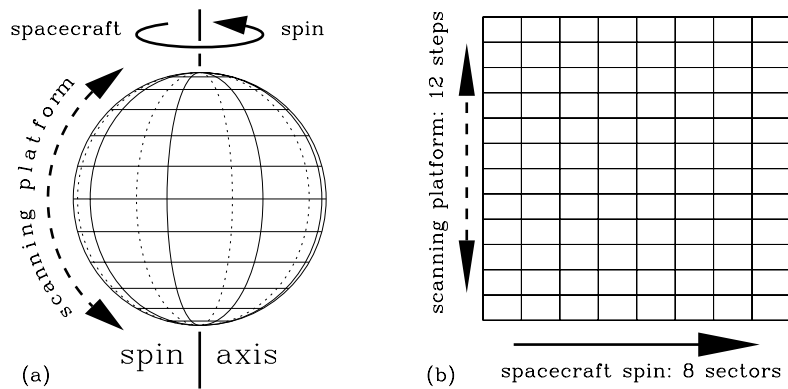 spacecraft spin
scanning platform
spin axis
(a)
scanning platform: 12 steps
spacecraft spin: 8 sectors
(b)